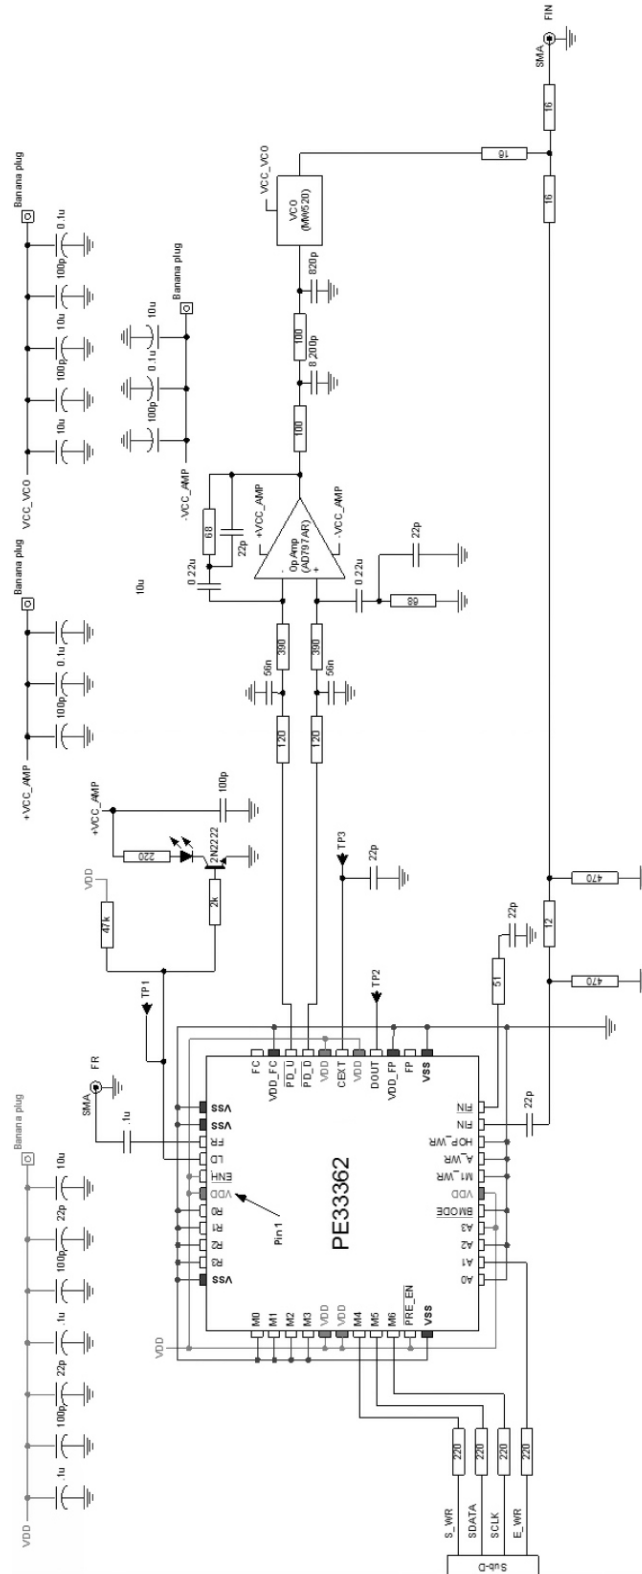 Banana plug
10u
22p
100p
.1u
22p
100p
.1u
VDD
Banana plug
0.1u
100p
+VCC_AMP
Banana plug
0.1u
100p
10u
100p
10u
VCC_VCO
Banana plug
10u
0.1u
100p
-VCC_AMP
10u
+VCC_AMP
220
2N2222
100p
VDD
47k
2k
TP1
FR
SMA
.1u
FIN
SMA
16
16
16
VCC_VCO
VCO
(MW520)
820p
100
8,200p
100
68
22p
0.22u
+VCC_AMP
OpAmp
(AD797AR)
-
+
-VCC_AMP
0.22u
22p
68
390
390
56n
56n
120
120
TP3
22p
TP2
51
22p
470
12
470
22p
PE33362
Pin 1
VSS
VSS
FR
LD
ENH
VDD
R0
R1
R2
R3
VSS
FC
VDD_FC
PD_U
PD_D
VDD
CEXT
VDD
DOUT
VDD_FP
FP
VSS
FIN
FIN
HOP_WR
A_WR
M1_WR
VDD
BMODE
A3
A2
A1
A0
M0
M1
M2
M3
VDD
VDD
M4
M5
M6
PRE_EN
VSS
VDD
220
220
220
220
S_WR
SDATA
SCLK
E_WR
Sub-D